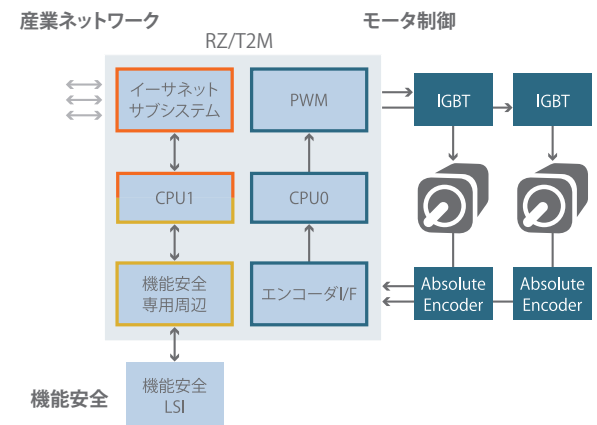 産業ネットワーク
モータ制御
RZ/T2M
イーサネット
サブシステム
PWM
IGBT
IGBT
CPU1
CPU0
機能安全
専用周辺
エンコーダI/F
Absolute
Encoder
Absolute
Encoder
機能安全
機能安全
LSI